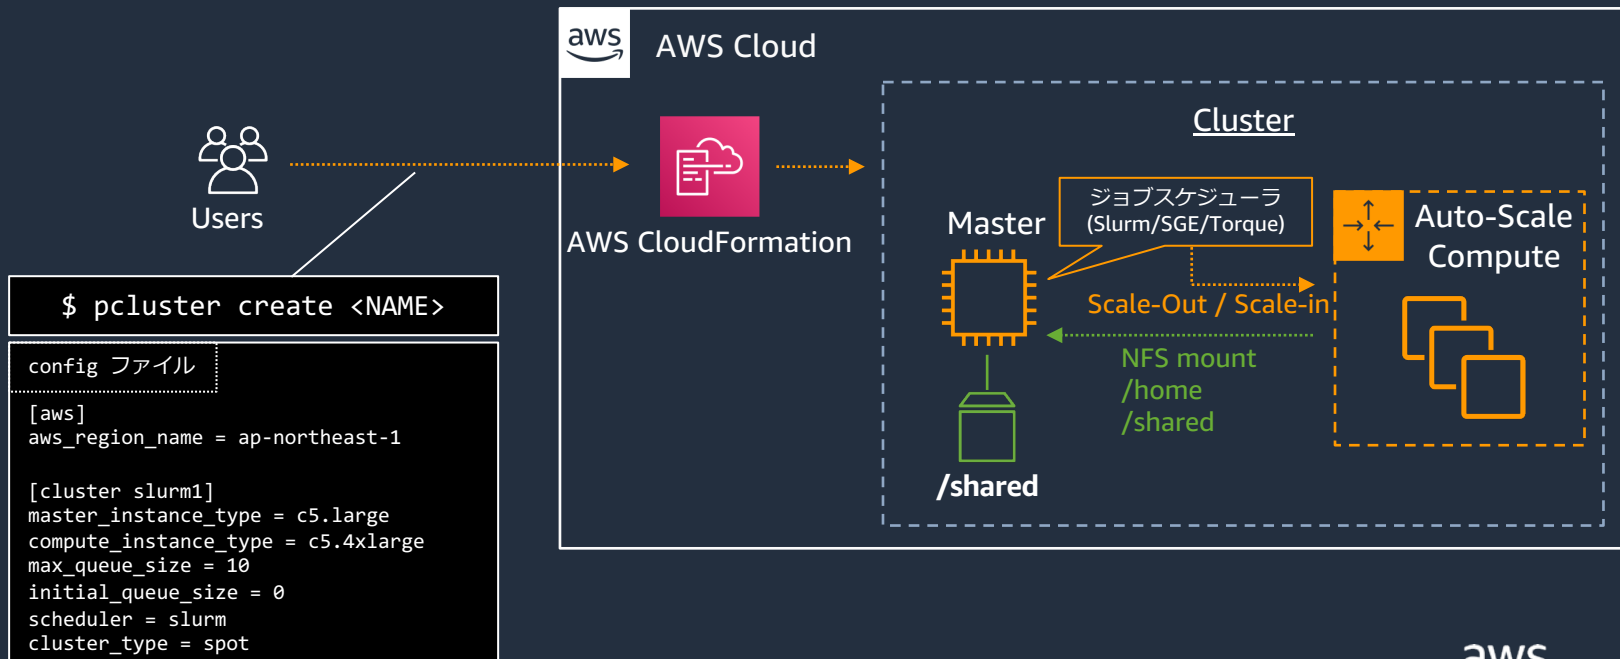 aws
AWS Cloud
Cluster
Users
AWS CloudFormation
Master
ジョブスケジューラ
(Slurm/SGE/Torque)
Auto-Scale
Compute
Scale-Out / Scale-in
NFS mount
/home
/shared
/shared
$ pcluster create <NAME>
config ファイル
[aws]
aws_region_name = ap-northeast-1
[cluster slurm1]
master_instance_type = c5.large
compute_instance_type = c5.4xlarge
max_queue_size = 10
initial_queue_size = 0
scheduler = slurm
cluster_type = spot
aws